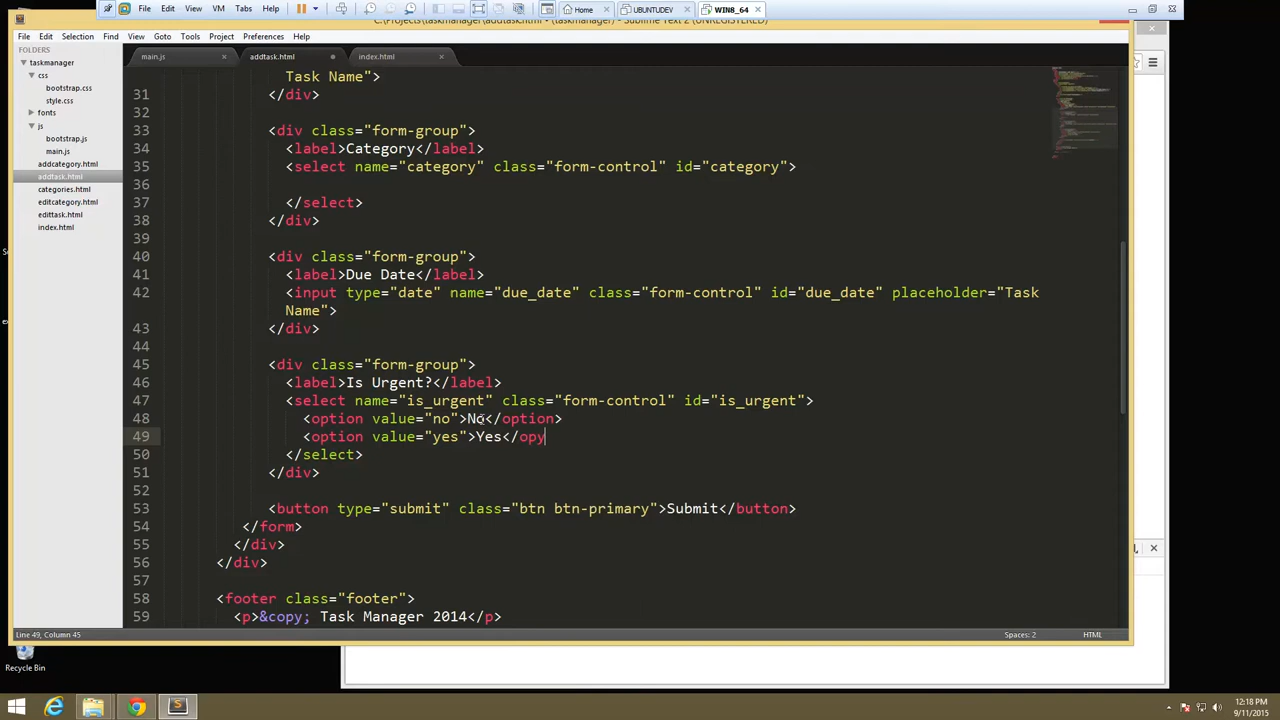 File Edit View VM Tabs Help Home UBUNTUDEV WIN8_64
C:\Projects\taskmanager\addtask.html - (taskmanager) - Sublime Text 2 (UNREGISTERED)
File Edit Selection Find View Goto Tools Project Preferences Help
FOLDERS
taskmanager
css
bootstrap.css
style.css
fonts
js
bootstrap.js
main.js
addcategory.html
addtask.html
categories.html
editcategory.html
edittask.html
index.html
main.js addtask.html index.html
Task Name">
31 </div>
32
33 <div class="form-group">
34 <label>Category</label>
35 <select name="category" class="form-control" id="category">
36
37 </select>
38 </div>
39
40 <div class="form-group">
41 <label>Due Date</label>
42 <input type="date" name="due_date" class="form-control" id="due_date" placeholder="Task
Name">
43 </div>
44
45 <div class="form-group">
46 <label>Is Urgent?</label>
47 <select name="is_urgent" class="form-control" id="is_urgent">
48 <option value="no">No</option>
49 <option value="yes">Yes</opy
50 </select>
51 </div>
52
53 <button type="submit" class="btn btn-primary">Submit</button>
54 </form>
55 </div>
56 </div>
57
58 <footer class="footer">
59 <p>&copy; Task Manager 2014</p>
Line 49, Column 45 Spaces: 2 HTML
Recycle Bin
12:18 PM
9/11/2015